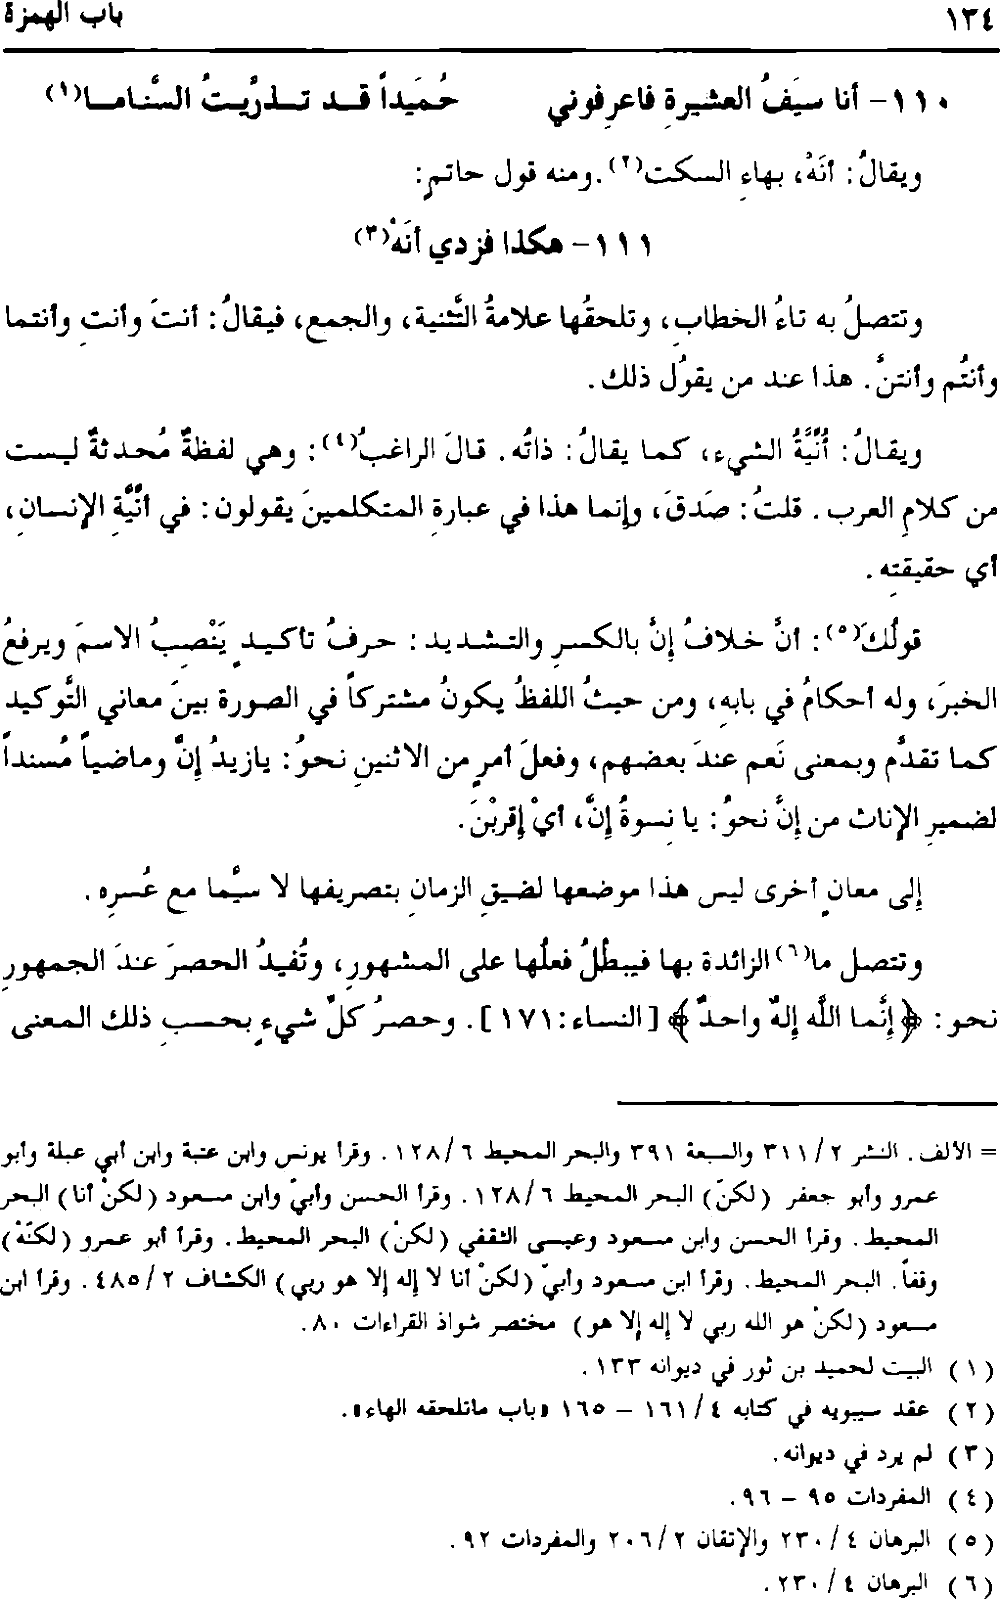 ١٣٤
باب الهمزة
١١٠- أنا سيَفُ العشيرةِ فاعرِفوني حُمَيداً قد تـذرَّيـتُ السَّنامـا(١)
ويقالُ: أنَهْ، بهاءِ السكت(٢). ومنه قول حاتمٍ:
١١١- هكذا فزدي أنَهْ(٣)
وتتصلُ به تاءُ الخطابِ، وتلحقُها علامةُ التَّثنية، والجمع، فيقالُ: أنتَ وأنتِ وأنتما
وأنتُم وأنتنَّ. هذا عند من يقوُل ذلك.
ويقالُ: أُنِّيَّةُ الشيء، كما يقالُ: ذاتُه. قالَ الراغبُ(٤): وهي لفظةٌ مُحدثةٌ ليست
من كلامِ العرب. قلتُ: صَدقَ، وإنما هذا في عبارةِ المتكلمينَ يقولون: في أنِّيَّةِ الإنسانِ،
أي حقيقتهِ.
قولُكَ(٥): أنَّ خلافُ إنَّ بالكسرِ والتشديد: حرفُ تأكيدٍ يَنْصِبُ الاسمَ ويرفعُ
الخبرَ، وله أحكامُ في بابهِ، ومن حيثُ اللفظُ يكونُ مشتركاً في الصورة بينَ معاني التَّوكيد
كما تقدَّم وبمعنى نَعم عندَ بعضهم، وفعلَ أمرٍ من الاثنينِ نحوُ: يازيدُ إنَّ وماضياً مُسنداً
لضميرِ الإناث من إنَّ نحوُ: يا نِسوةُ إنَّ، أيْ إقربْنَ.
إلى معانٍ أخرى ليس هذا موضعها لضيقِ الزمانِ بتصريفها لا سيَّما مع عُسرِه.
وتتصل ما(٦) الزائدة بها فيبطُلُ فعلُها على المشهورِ، وتُفيدُ الحصرَ عندَ الجمهورِ
نحو: ﴿إنَّما اللَّه إلهٌ واحدٌ﴾ [النساء:١٧١]. وحصرُ كلِّ شيءٍ بحسبِ ذلك المعنى
= الألف. النشر ٢/ ٣١١ والسبعة ٣٩١ والبحر المحيط ٦/ ١٢٨. وقرأ يونس وابن عتبة وابن أبي عبلة وأبو
عمرو وأبو جعفر (لكنّ) البحر المحيط ٦/ ١٢٨. وقرأ الحسن وأبيّ وابن مسعود (لكنْ أنا) البحر
المحيط. وقرأ الحسن وابن مسعود وعيسى الثقفي (لكنْ) البحر المحيط. وقرأ أبو عمرو (لكنّهْ)
وقفاً. البحر المحيط. وقرأ ابن مسعود وأبيّ (لكنْ أنا لا إله إلا هو ربي) الكشاف ٢/ ٤٨٥. وقرأ ابن
مسعود (لكنْ هو الله ربي لا إله إلا هو) مختصر شواذ القراءات ٨٠.
(١) البيت لحميد بن ثور في ديوانه ١٣٣.
(٢) عقد سيبويه في كتابه ٤/ ١٦١ – ١٦٥ «باب ماتلحقه الهاء».
(٣) لم يرد في ديوانه.
(٤) المفردات ٩٥ – ٩٦.
(٥) البرهان ٤/ ٢٣٠ والإتقان ٢/ ٢٠٦ والمفردات ٩٢.
(٦) البرهان ٤/ ٢٣٠.